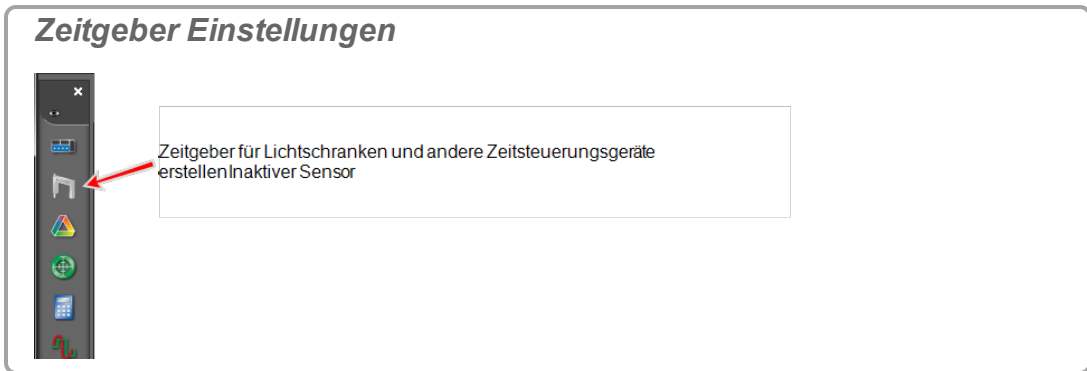 Zeitgeber Einstellungen
Zeitgeber für Lichtschranken und andere Zeitsteuerungsgeräte
erstellenInaktiver Sensor